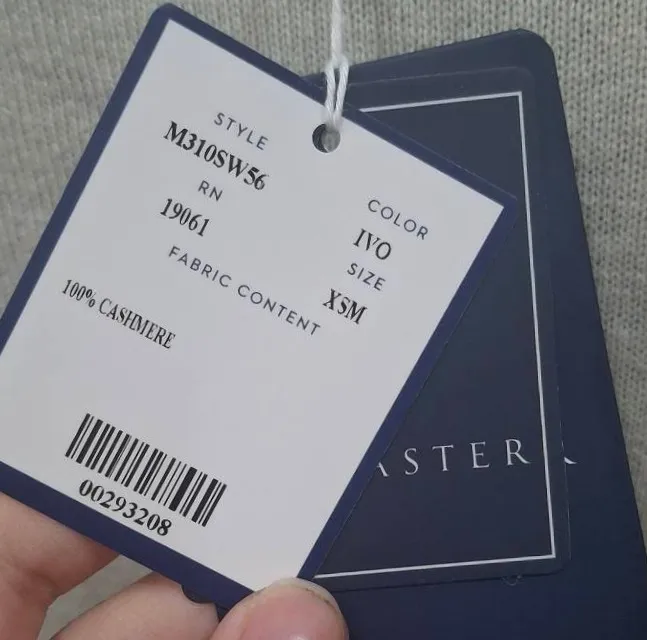 STYLE
M310SW56
RN
19061
COLOR
IVO
SIZE
XSM
FABRIC CONTENT
100% CASHMERE
00293208
ASTER